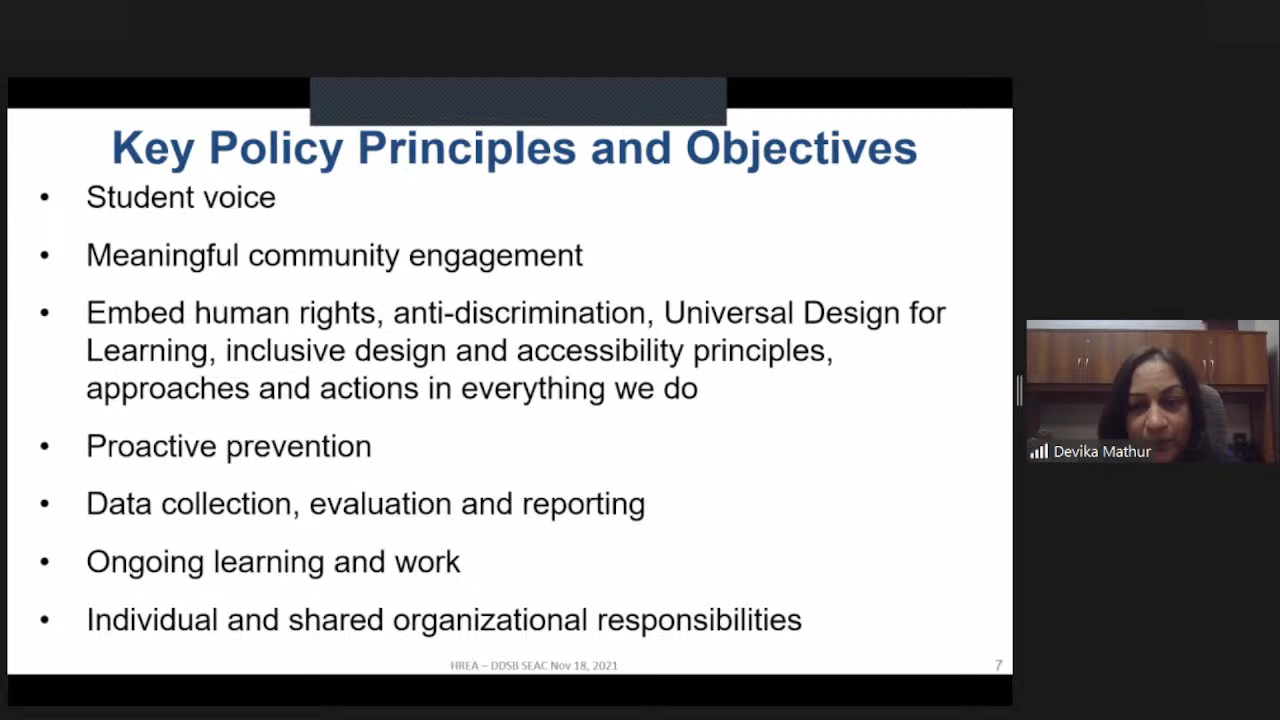 Key Policy Principles and Objectives
• Student voice
• Meaningful community engagement
• Embed human rights, anti-discrimination, Universal Design for
Learning, inclusive design and accessibility principles,
approaches and actions in everything we do
• Proactive prevention
• Data collection, evaluation and reporting
• Ongoing learning and work
• Individual and shared organizational responsibilities
HREA – DDSB SEAC Nov 18, 2021
7
Devika Mathur